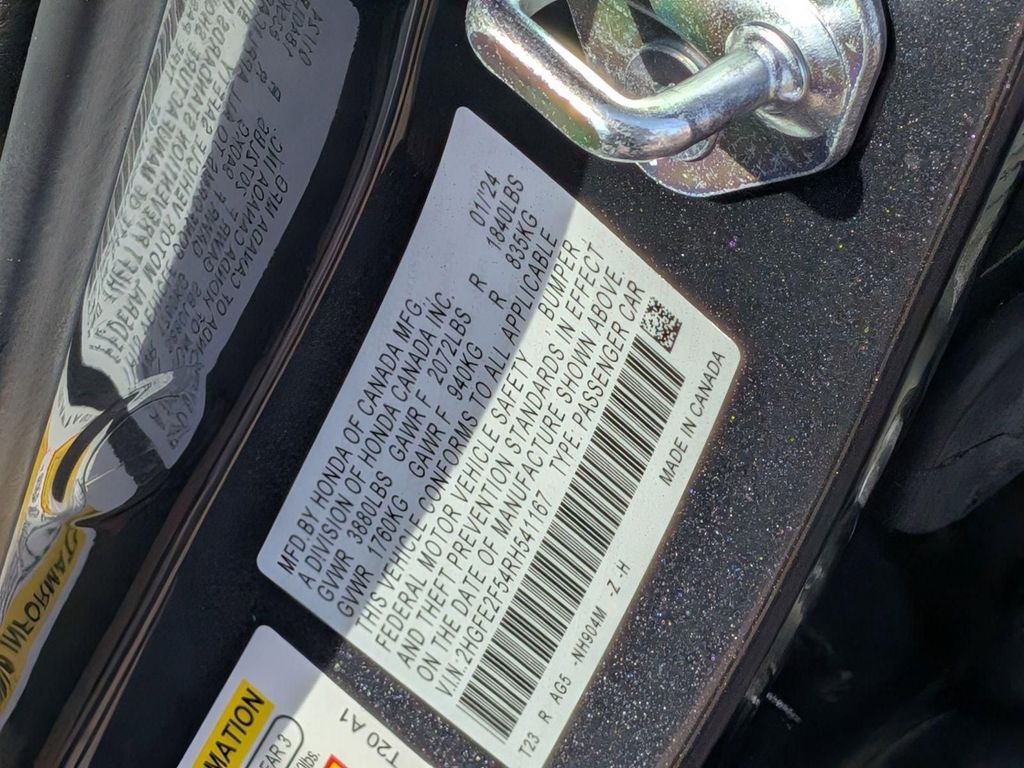 MFD BY HONDA OF CANADA MFG.
A DIVISION OF HONDA CANADA INC. 01/24
GVWR 3880LBS GAWR F 2072LBS R 1840LBS
GVWR 1760KG GAWR F 940KG R 835KG
THIS VEHICLE CONFORMS TO ALL APPLICABLE
FEDERAL MOTOR VEHICLE SAFETY, BUMPER,
AND THEFT PREVENTION STANDARDS IN EFFECT
ON THE DATE OF MANUFACTURE SHOWN ABOVE.
V.I.N.:2HGFE2F54RH541167 TYPE: PASSENGER CAR
MADE IN CANADA
T23 R AG5 -NH904M -Z .H
MATION
EAR 3
T20 A1